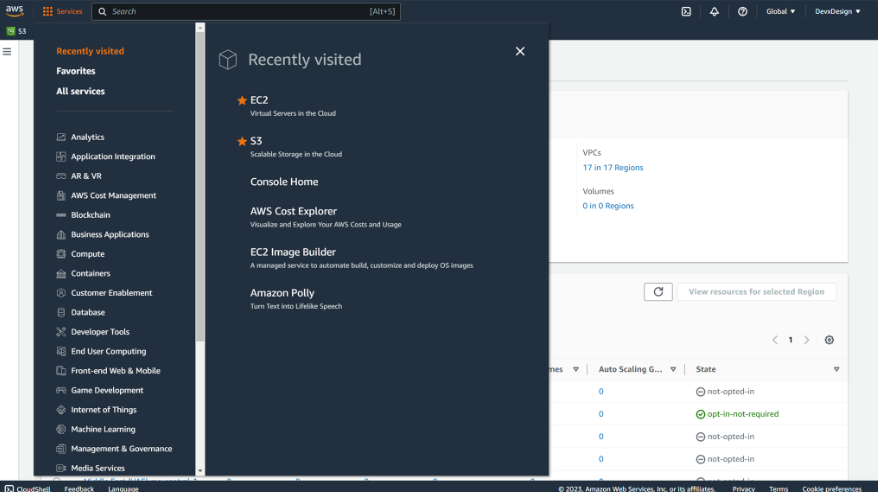 aws
Services
Search
[Alt+S]
Global
DevxDesign
S3
Recently visited
Favorites
All services
Analytics
Application Integration
AR & VR
AWS Cost Management
Blockchain
Business Applications
Compute
Containers
Customer Enablement
Database
Developer Tools
End User Computing
Front-end Web & Mobile
Game Development
Internet of Things
Machine Learning
Management & Governance
Media Services
Recently visited
EC2
Virtual Servers in the Cloud
S3
Scalable Storage in the Cloud
Console Home
AWS Cost Explorer
Visualize and Explore Your AWS Costs and Usage
EC2 Image Builder
A managed service to automate build, customize and deploy OS images
Amazon Polly
Turn Text into Lifelike Speech
VPCs
17 in 17 Regions
Volumes
0 in 0 Regions
View resources for selected Region
1
mes
Auto Scaling G...
State
0
not-opted-in
0
opt-in-not-required
0
not-opted-in
0
not-opted-in
CloudShell
Feedback
Language
© 2023, Amazon Web Services, Inc. or its affiliates.
Privacy
Terms
Cookie preferences